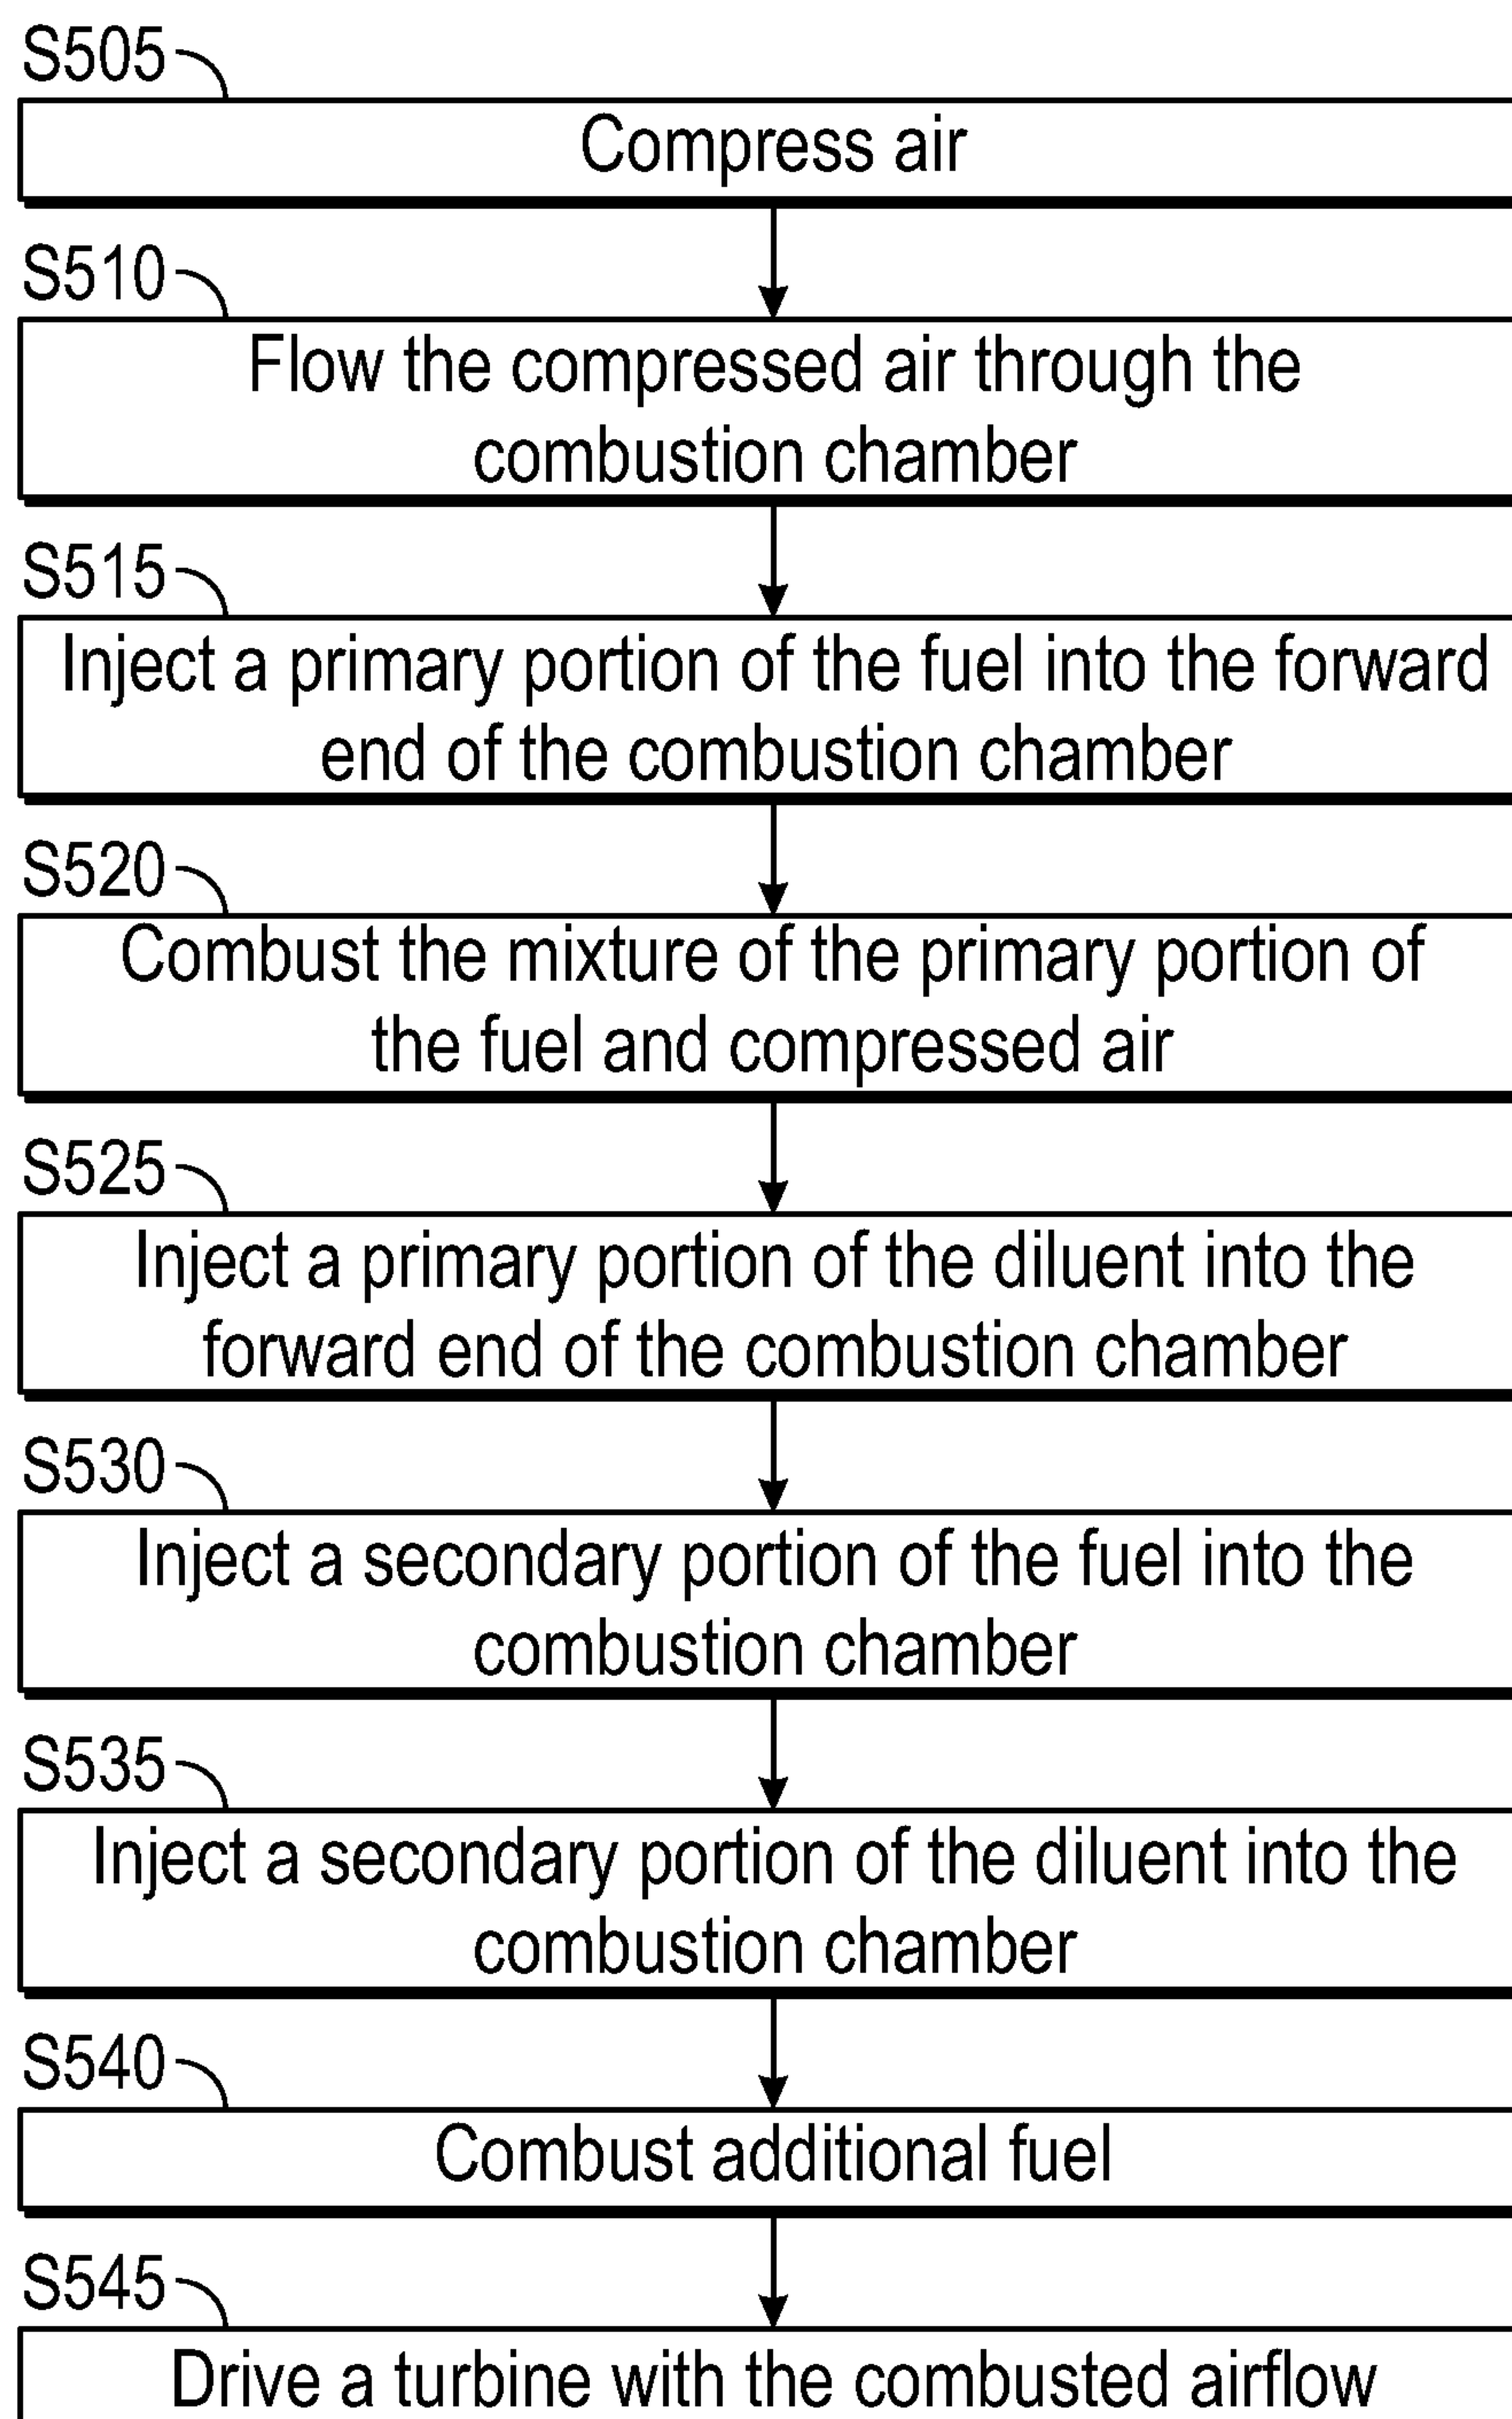 S505
Compress air
S510
Flow the compressed air through the
combustion chamber
S515
Inject a primary portion of the fuel into the forward
end of the combustion chamber
S520
Combust the mixture of the primary portion of
the fuel and compressed air
S525
Inject a primary portion of the diluent into the
forward end of the combustion chamber
S530
Inject a secondary portion of the fuel into the
combustion chamber
S535
Inject a secondary portion of the diluent into the
combustion chamber
S540
Combust additional fuel
S545
Drive a turbine with the combusted airflow